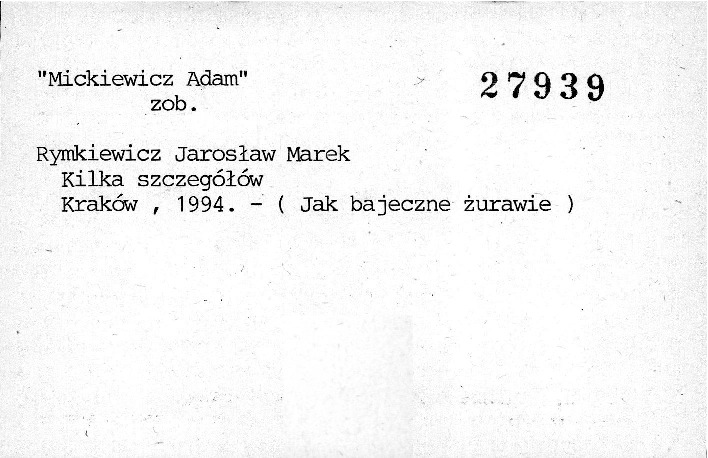 "Mickiewicz Adam"
27939
zob.
Rymkiewicz Jarosław Marek
Kilka szczegółów
Kraków , 1994. - ( Jak bajeczne żurawie )